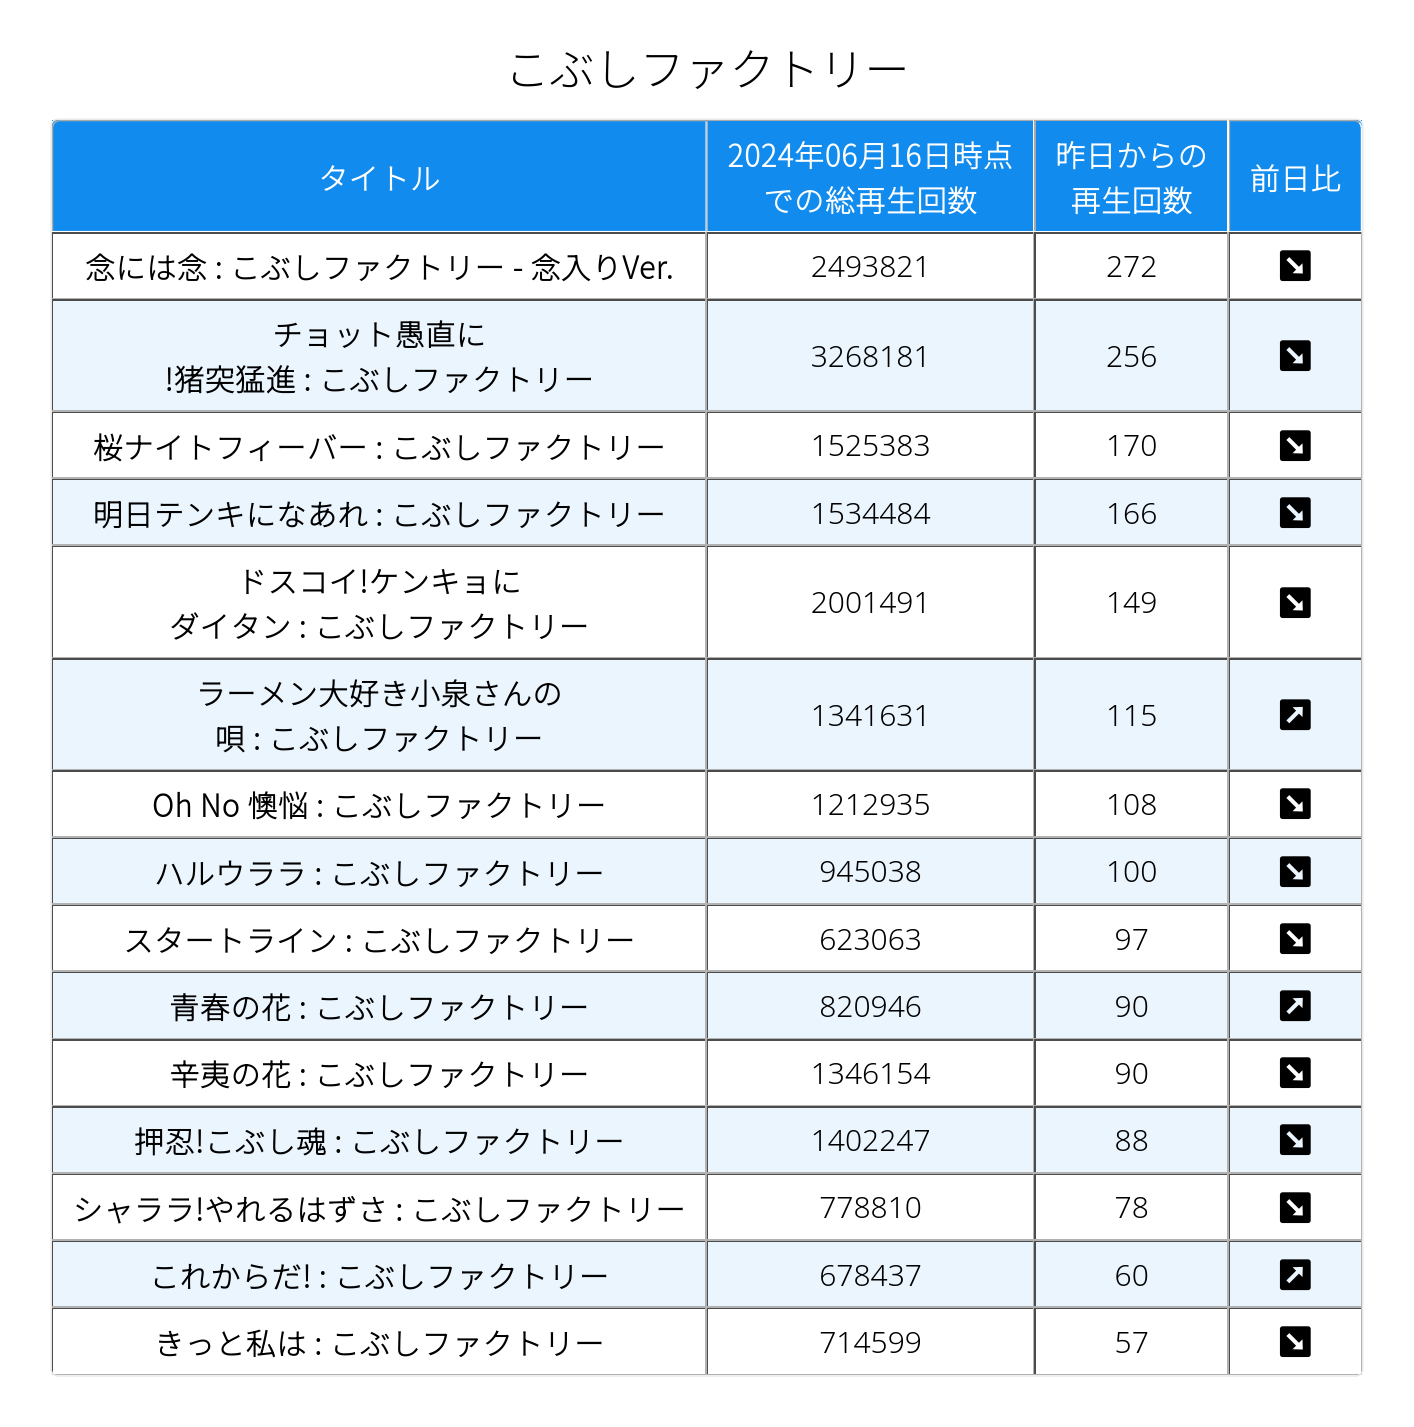 こぶしファクトリー
タイトル
2024年06月16日時点
での総再生回数
昨日からの
再生回数
前日比
念には念 : こぶしファクトリー - 念入りVer.
2493821
272
チョット愚直に
!猪突猛進 : こぶしファクトリー
3268181
256
桜ナイトフィーバー : こぶしファクトリー
1525383
170
明日テンキになあれ : こぶしファクトリー
1534484
166
ドスコイ!ケンキョに
ダイタン : こぶしファクトリー
2001491
149
ラーメン大好き小泉さんの
唄 : こぶしファクトリー
1341631
115
Oh No 懊悩 : こぶしファクトリー
1212935
108
ハルウララ : こぶしファクトリー
945038
100
スタートライン : こぶしファクトリー
623063
97
青春の花 : こぶしファクトリー
820946
90
辛夷の花 : こぶしファクトリー
1346154
90
押忍!こぶし魂 : こぶしファクトリー
1402247
88
シャララ!やれるはずさ : こぶしファクトリー
778810
78
これからだ! : こぶしファクトリー
678437
60
きっと私は : こぶしファクトリー
714599
57